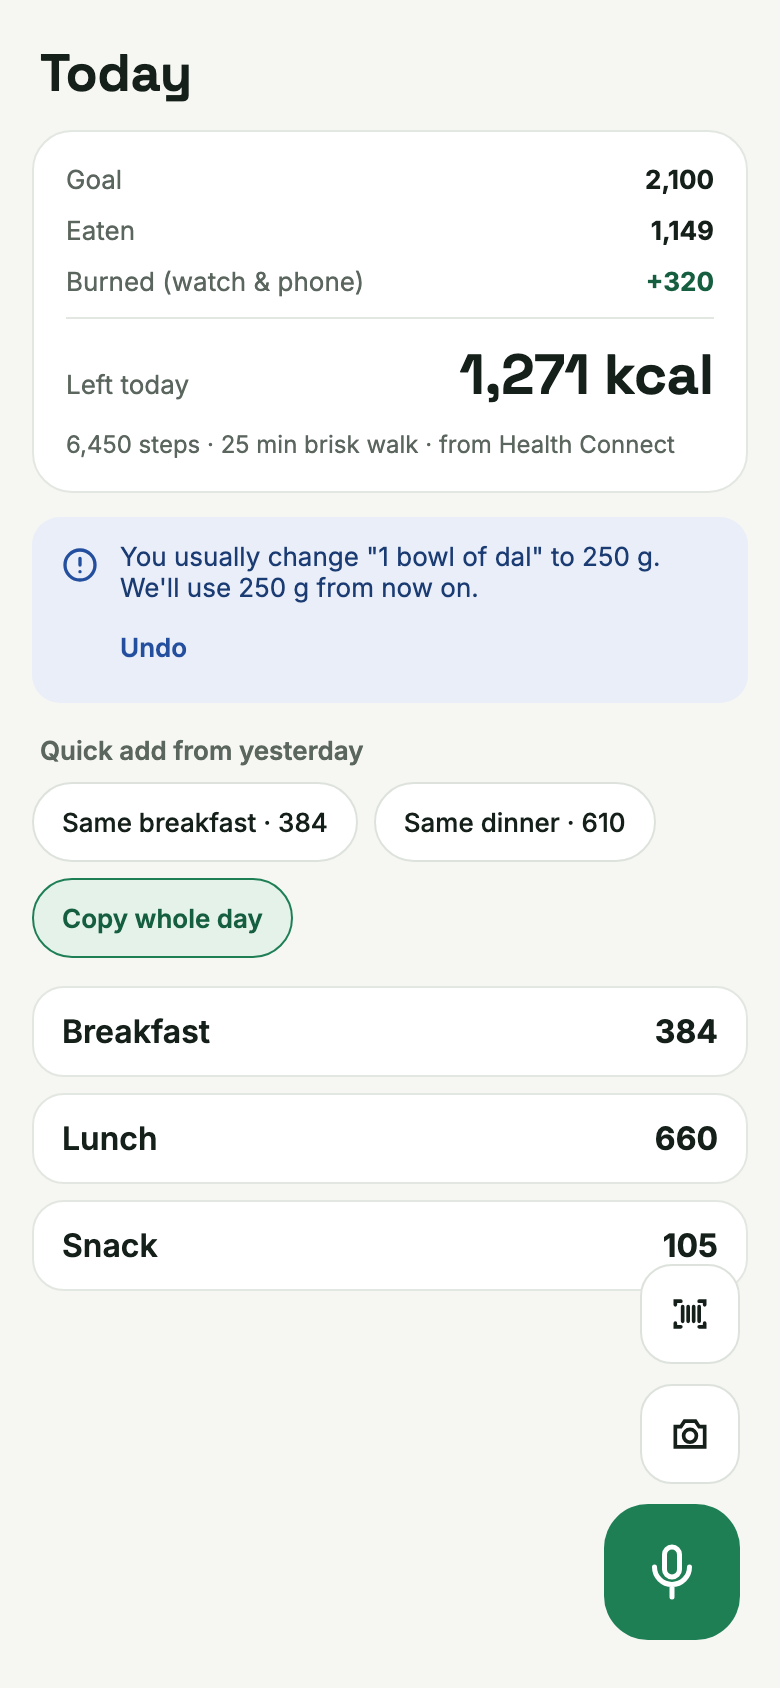 Today
Goal 2,100
Eaten 1,149
Burned (watch & phone) +320
Left today 1,271 kcal
6,450 steps · 25 min brisk walk · from Health Connect
You usually change "1 bowl of dal" to 250 g.
We'll use 250 g from now on.
Undo
Quick add from yesterday
Same breakfast · 384 Same dinner · 610
Copy whole day
Breakfast 384
Lunch 660
Snack 105